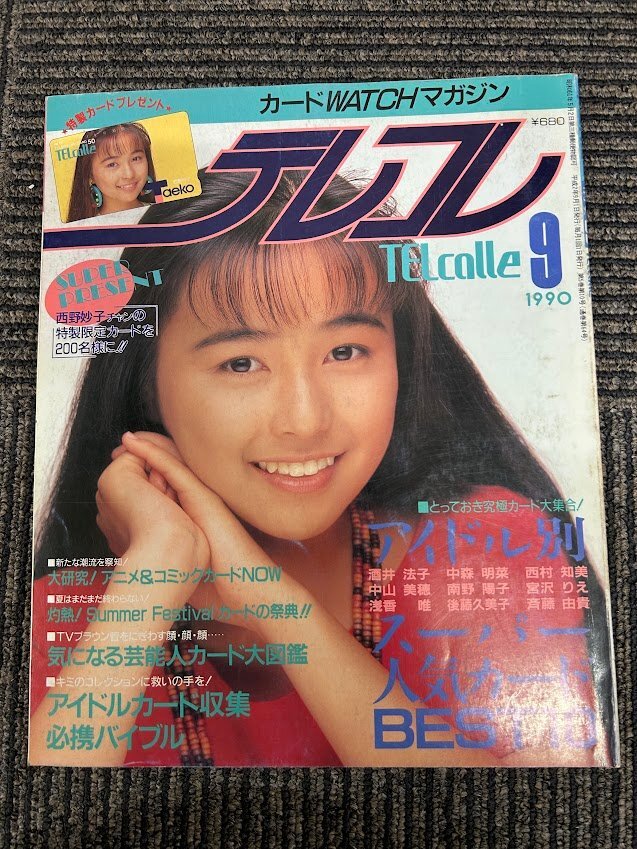 カードWATCHマガジン
*特製カードプレゼント*
50
TELcalle
Taeko
¥680
テレコレ
TELcalle
9
1990
SUPER
PRESENT
西野妙子チャンの
特製限定カードを
200名様に!!
■とっておき究極カード大集合!
アイドル別
酒井 法子 中森 明菜 西村 知美
中山 美穂 南野 陽子 宮沢 りえ
浅香 唯 後藤久美子 斉藤 由貴
スーパー
人気カード
BEST10
■新たな潮流を察知!
大研究!アニメ&コミックカードNOW
■夏はまだまだ終わらない!
灼熱!Summer Festivalカードの祭典!!
■TVブラウン管をにぎわす顔・顔・顔……
気になる芸能人カード大図鑑
■キミのコレクションに救いの手を!
アイドルカード収集
必携バイブル